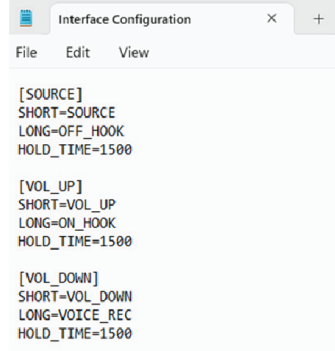 Interface Configuration
File Edit View
[SOURCE]
SHORT=SOURCE
LONG=OFF_HOOK
HOLD_TIME=1500
[VOL_UP]
SHORT=VOL_UP
LONG=ON_HOOK
HOLD_TIME=1500
[VOL_DOWN]
SHORT=VOL_DOWN
LONG=VOICE_REC
HOLD_TIME=1500